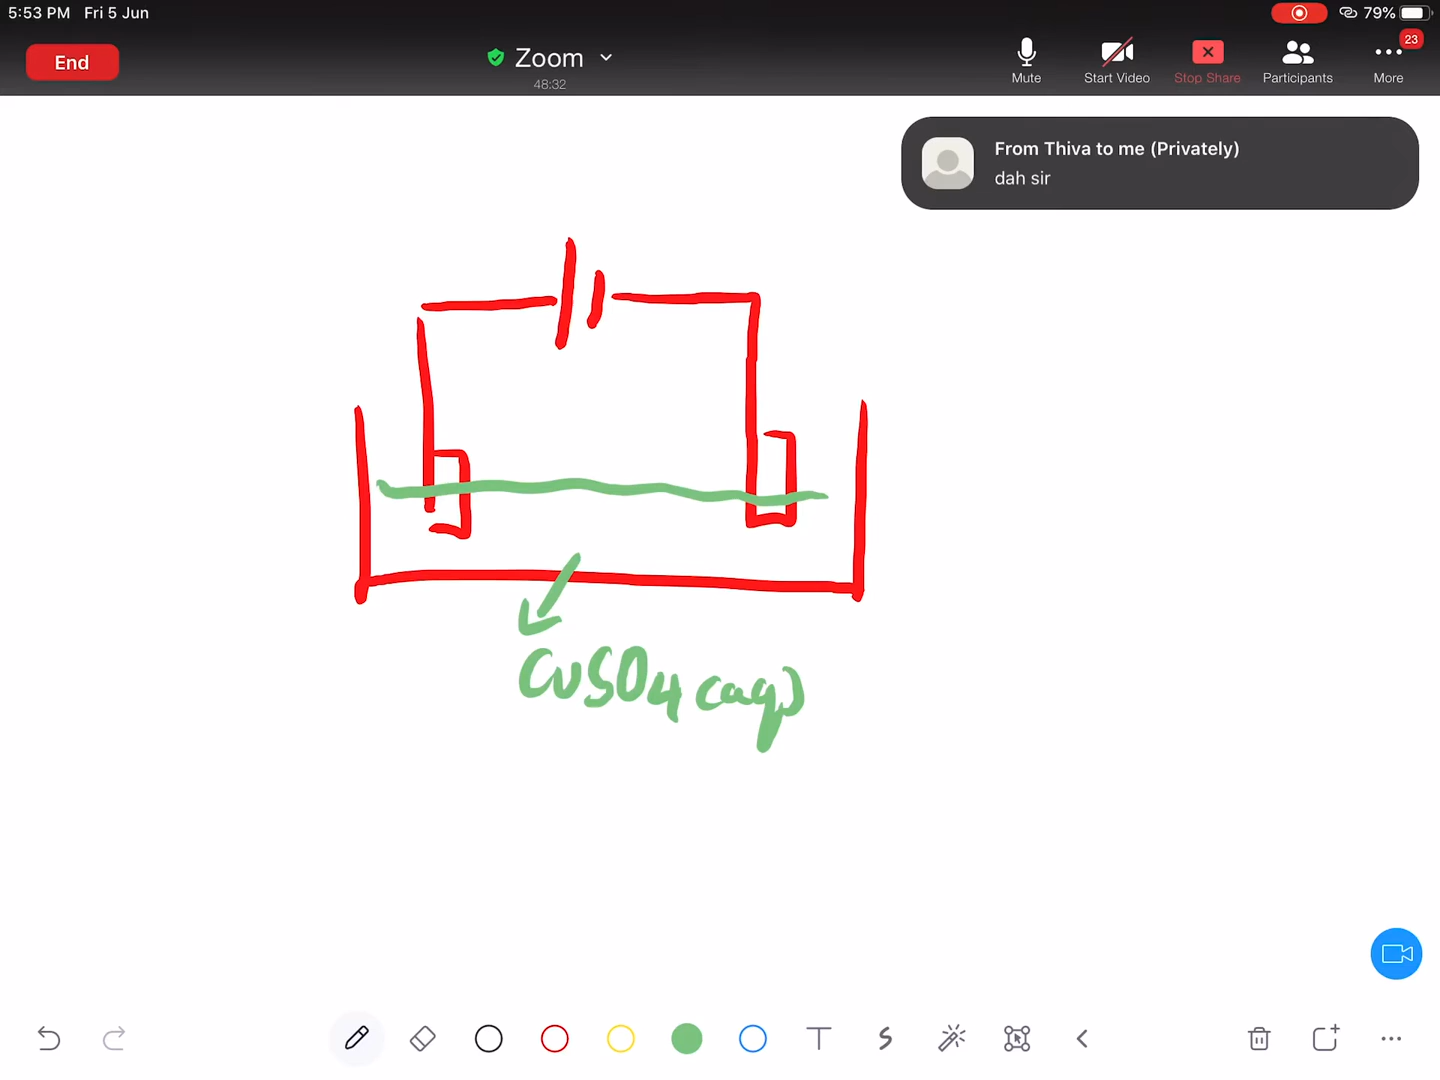 5:53 PM Fri 5 Jun
79%
End
Zoom
48:32
Mute
Start Video
Stop Share
Participants
23
More
From Thiva to me (Privately)
dah sir
CuSO4 (aq)
T